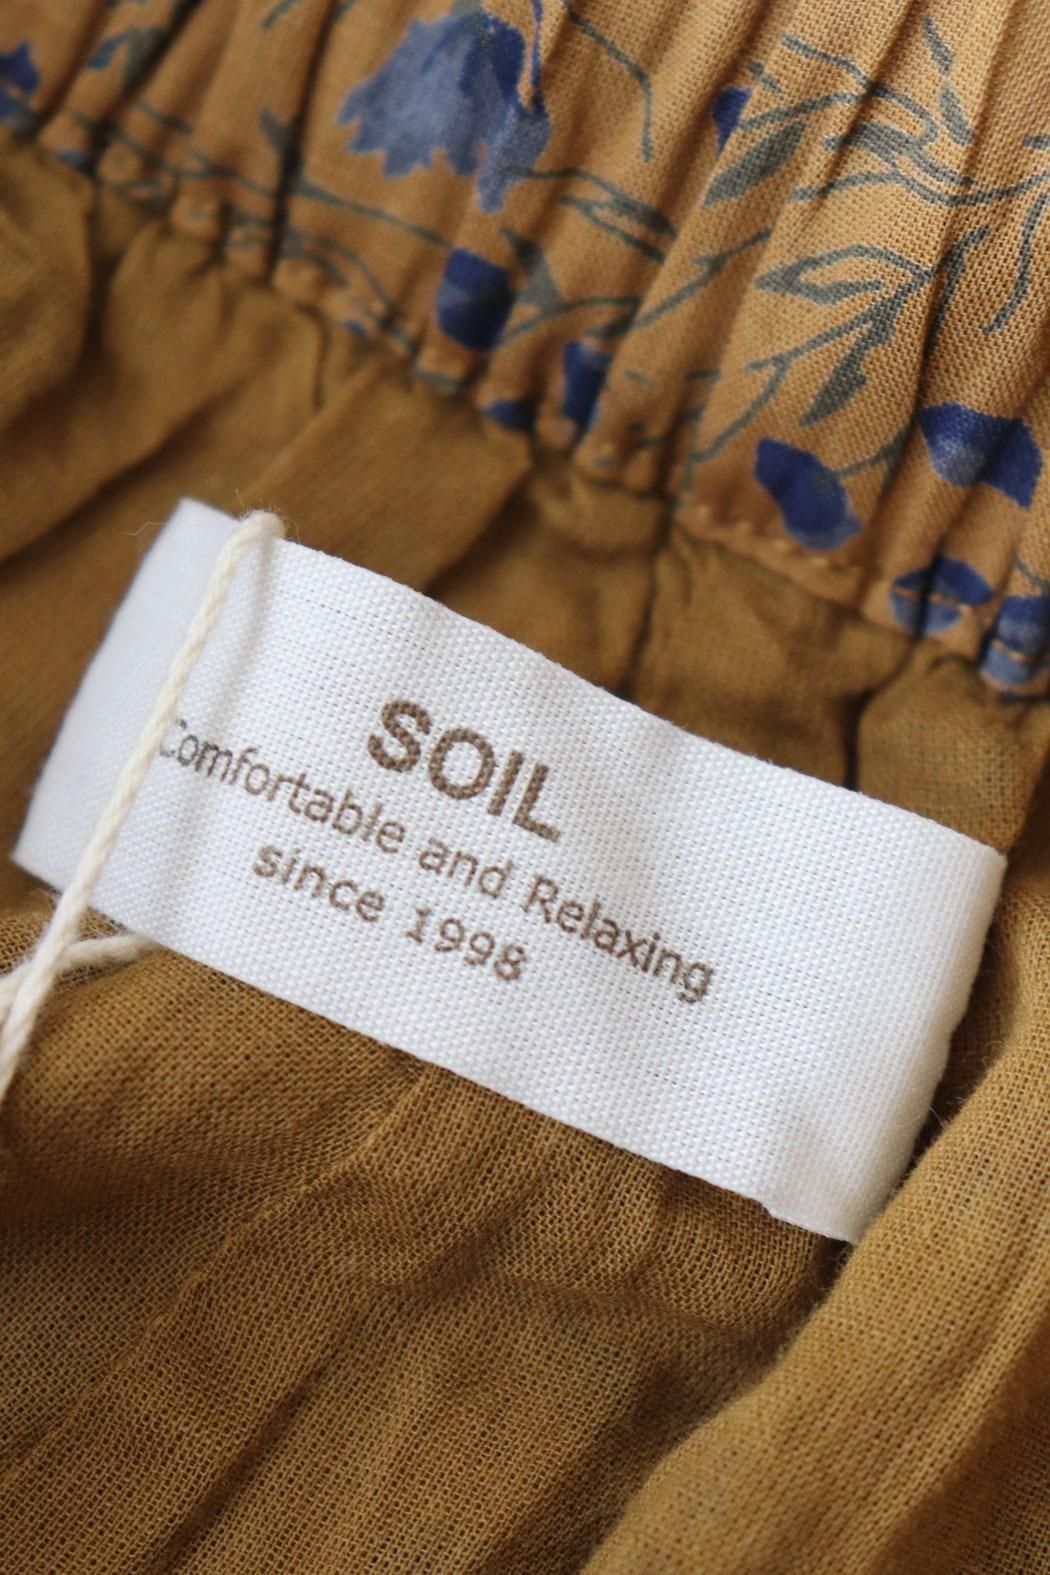 SOIL
Comfortable and Relaxing
since 1998